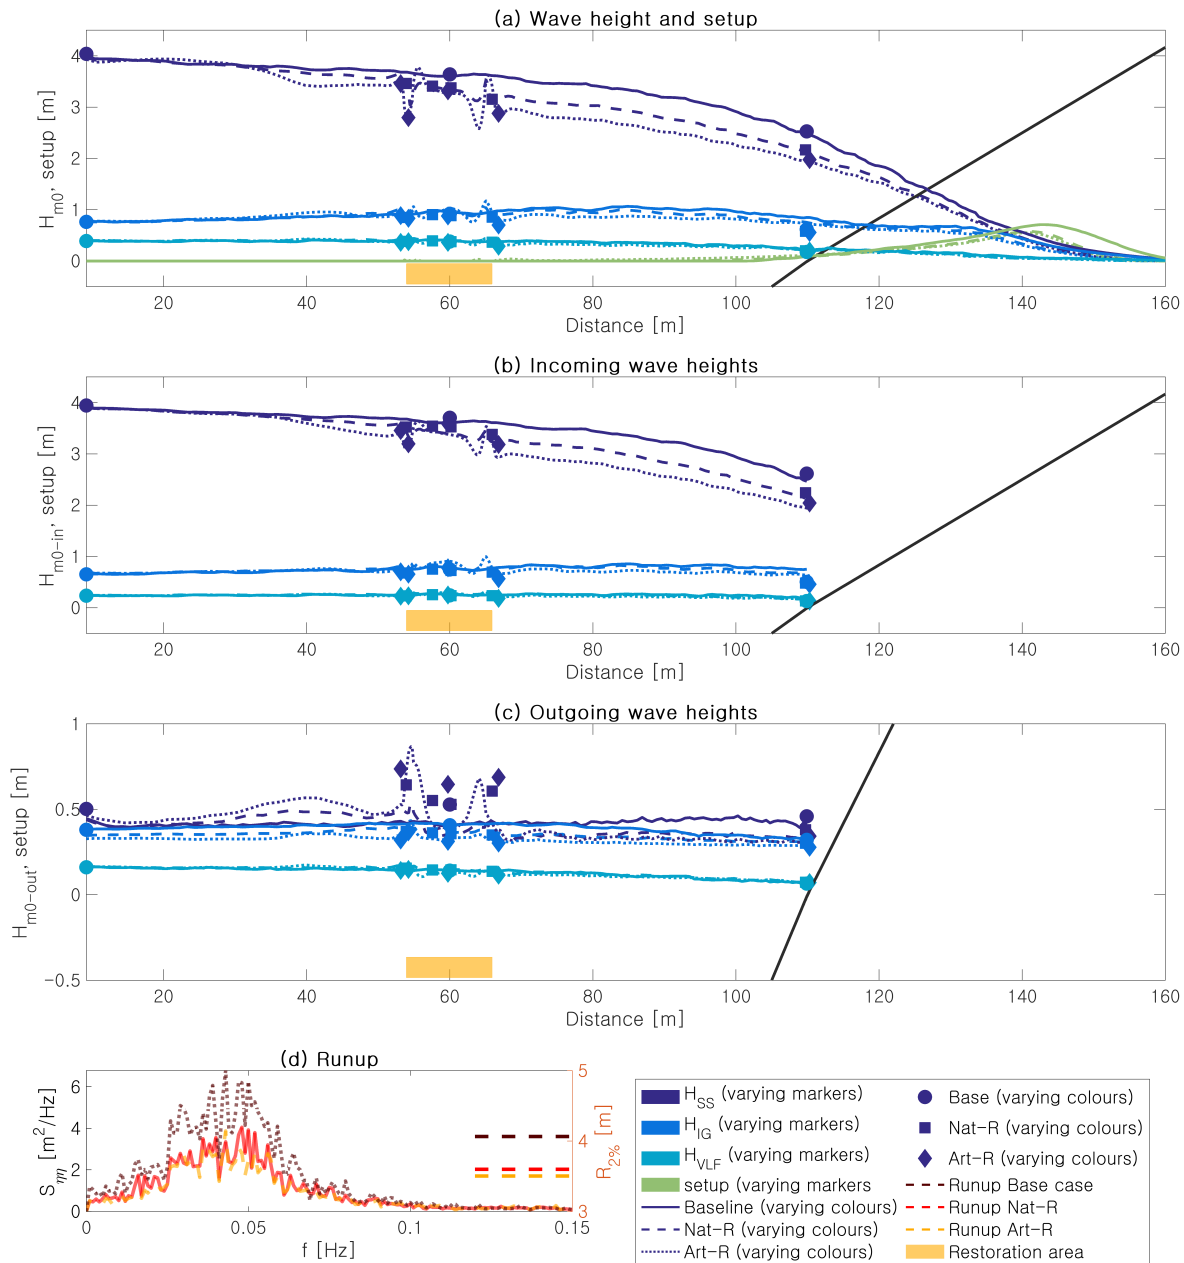 (a) Wave height and setup
H_m0, setup [m]
4
3
2
1
0
20 40 60 80 100 120 140 160
Distance [m]
(b) Incoming wave heights
H_m0-in, setup [m]
4
3
2
1
0
20 40 60 80 100 120 140 160
Distance [m]
(c) Outgoing wave heights
H_m0-out, setup [m]
1
0.5
0
-0.5
20 40 60 80 100 120 140 160
Distance [m]
(d) Runup
S_η [m²/Hz]
6
4
2
0
R_2% [m]
5
4
3
0 0.05 0.1 0.15
f [Hz]
H_SS (varying markers)
H_IG (varying markers)
H_VLF (varying markers)
setup (varying markers
Baseline (varying colours)
Nat-R (varying colours)
Art-R (varying colours)
Base (varying colours)
Nat-R (varying colours)
Art-R (varying colours)
Runup Base case
Runup Nat-R
Runup Art-R
Restoration area